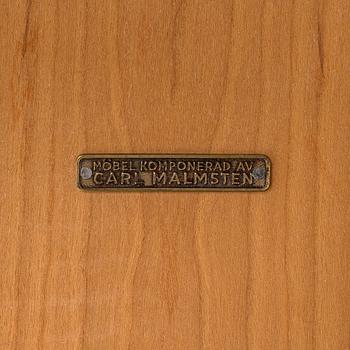 MÖBEL KOMPONERAD AV
CARL MALMSTEN